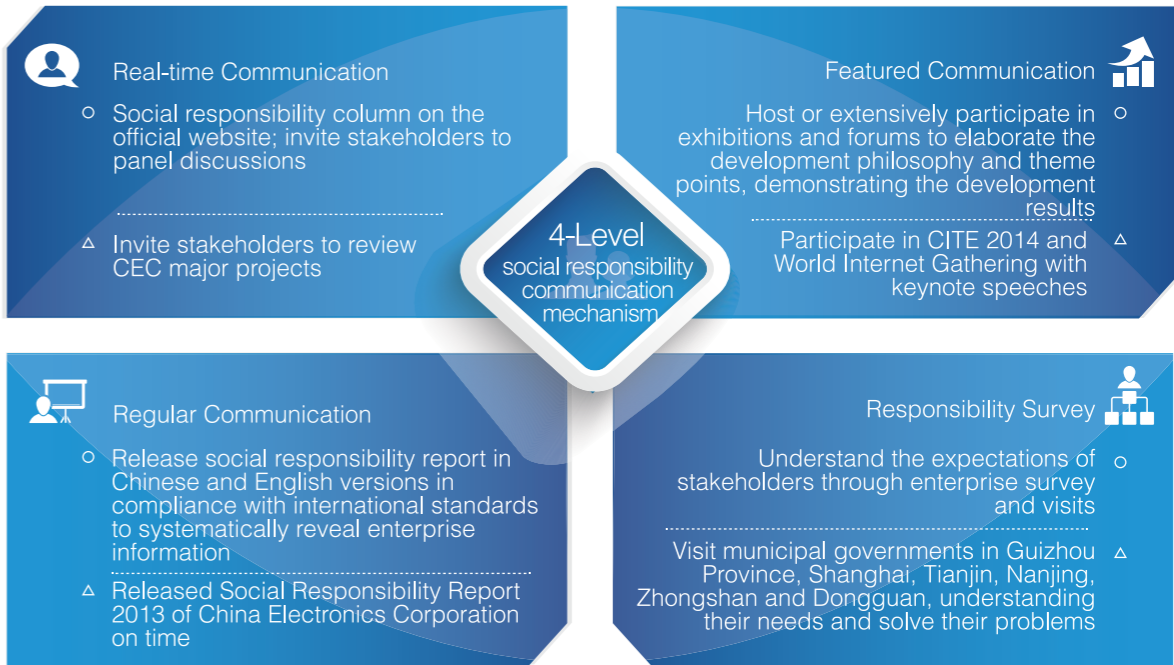 Real-time Communication
○ Social responsibility column on the
official website; invite stakeholders to
panel discussions
△ Invite stakeholders to review
CEC major projects
Featured Communication
Host or extensively participate in ○
exhibitions and forums to elaborate the
development philosophy and theme
points, demonstrating the development
results
Participate in CITE 2014 and △
World Internet Gathering with
keynote speeches
4-Level
social responsibility
communication
mechanism
Regular Communication
○ Release social responsibility report in
Chinese and English versions in
compliance with international standards
to systematically reveal enterprise
information
△ Released Social Responsibility Report
2013 of China Electronics Corporation
on time
Responsibility Survey
Understand the expectations of ○
stakeholders through enterprise survey
and visits
Visit municipal governments in Guizhou △
Province, Shanghai, Tianjin, Nanjing,
Zhongshan and Dongguan, understanding
their needs and solve their problems